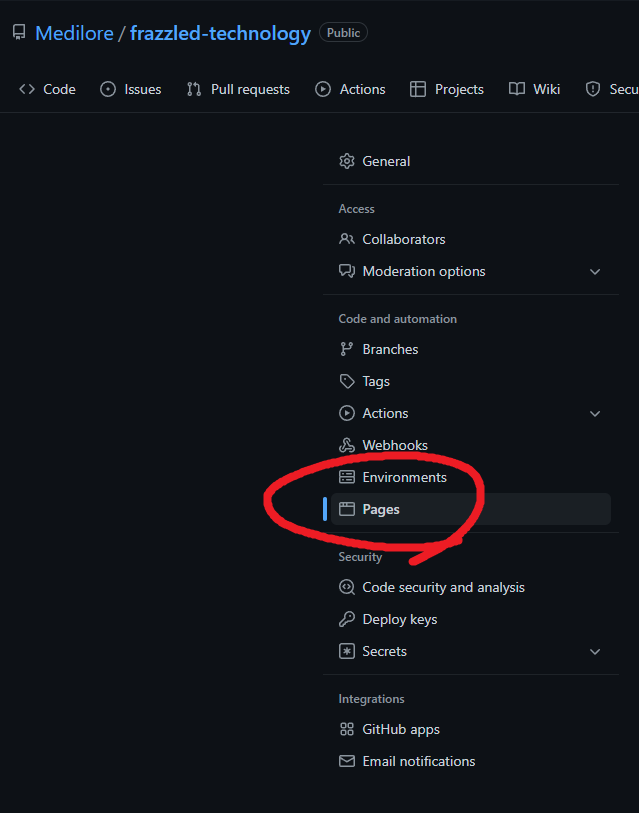 Medilore / frazzled-technology Public
Code Issues Pull requests Actions Projects Wiki Secu
General
Access
Collaborators
Moderation options
Code and automation
Branches
Tags
Actions
Webhooks
Environments
Pages
Security
Code security and analysis
Deploy keys
Secrets
Integrations
GitHub apps
Email notifications